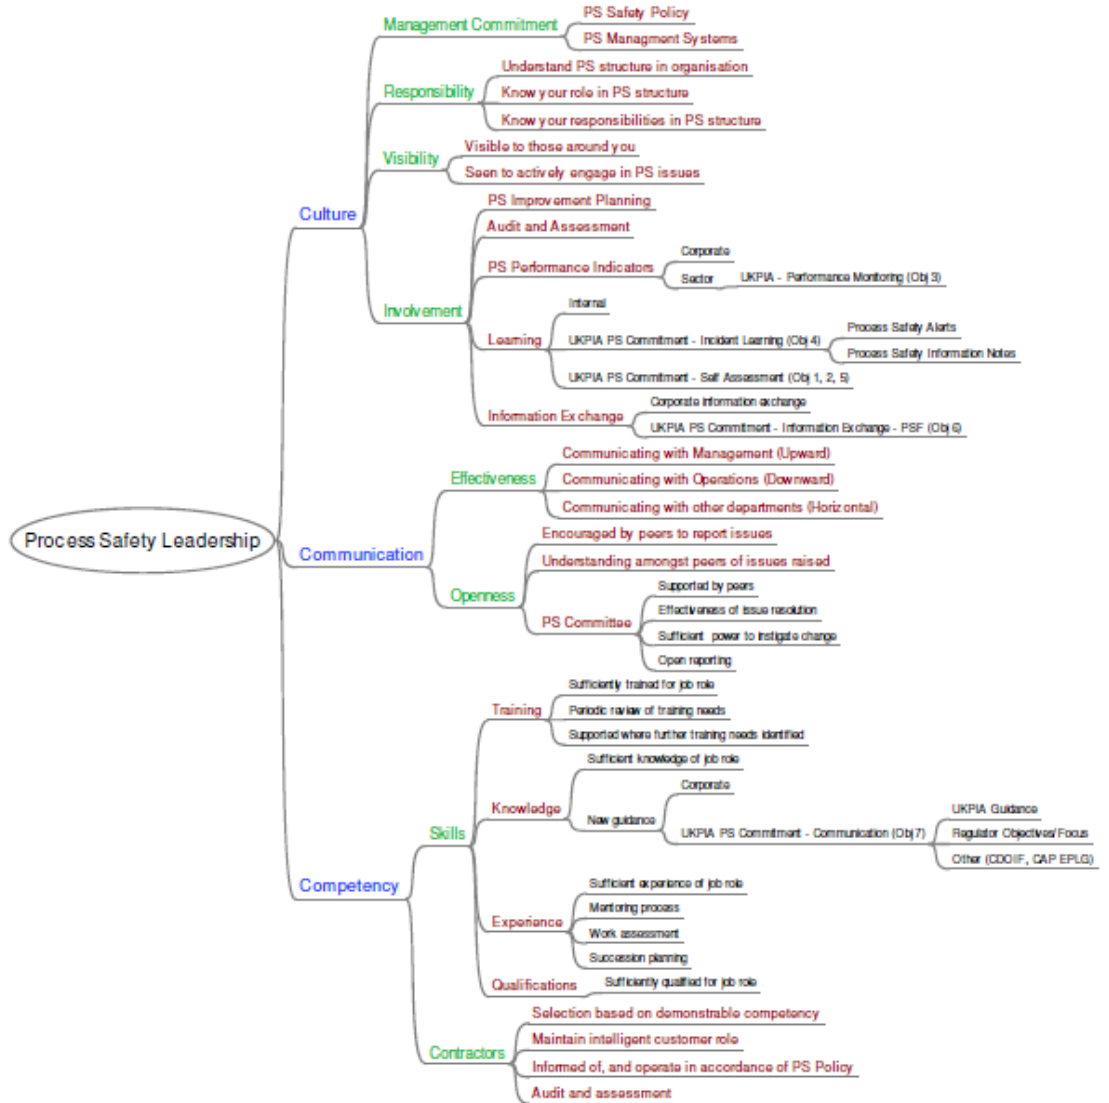 Process Safety Leadership
Culture
Management Commitment
PS Safety Policy
PS Managment Systems
Responsibility
Understand PS structure in organisation
Know your role in PS structure
Know your responsibilities in PS structure
Visibility
Visible to those around you
Seen to actively engage in PS issues
Involvement
PS Improvement Planning
Audit and Assessment
PS Performance Indicators
Corporate
Sector
UKPIA - Performance Monitoring (Obj 3)
Learning
Internal
UKPIA PS Commitment - Incident Learning (Obj 4)
Process Safety Alerts
Process Safety Information Notes
UKPIA PS Commitment - Self Assessment (Obj 1, 2, 5)
Information Exchange
Corporate information exchange
UKPIA PS Commitment - Information Exchange - PSF (Obj 6)
Communication
Effectiveness
Communicating with Management (Upward)
Communicating with Operations (Downward)
Communicating with other departments (Horizontal)
Openness
Encouraged by peers to report issues
Understanding amongst peers of issues raised
PS Committee
Supported by peers
Effectiveness of issue resolution
Sufficient power to instigate change
Open reporting
Competency
Skills
Training
Sufficiently trained for job role
Periodic review of training needs
Supported where further training needs identified
Knowledge
Sufficient knowledge of job role
New guidance
Corporate
UKPIA PS Commitment - Communication (Obj 7)
UKPIA Guidance
Regulator Objectives/Focus
Other (CDOIF, CAP EPLG)
Experience
Sufficient experience of job role
Mentoring process
Work assessment
Succession planning
Qualifications
Sufficiently qualified for job role
Contractors
Selection based on demonstrable competency
Maintain intelligent customer role
Informed of, and operate in accordance of PS Policy
Audit and assessment